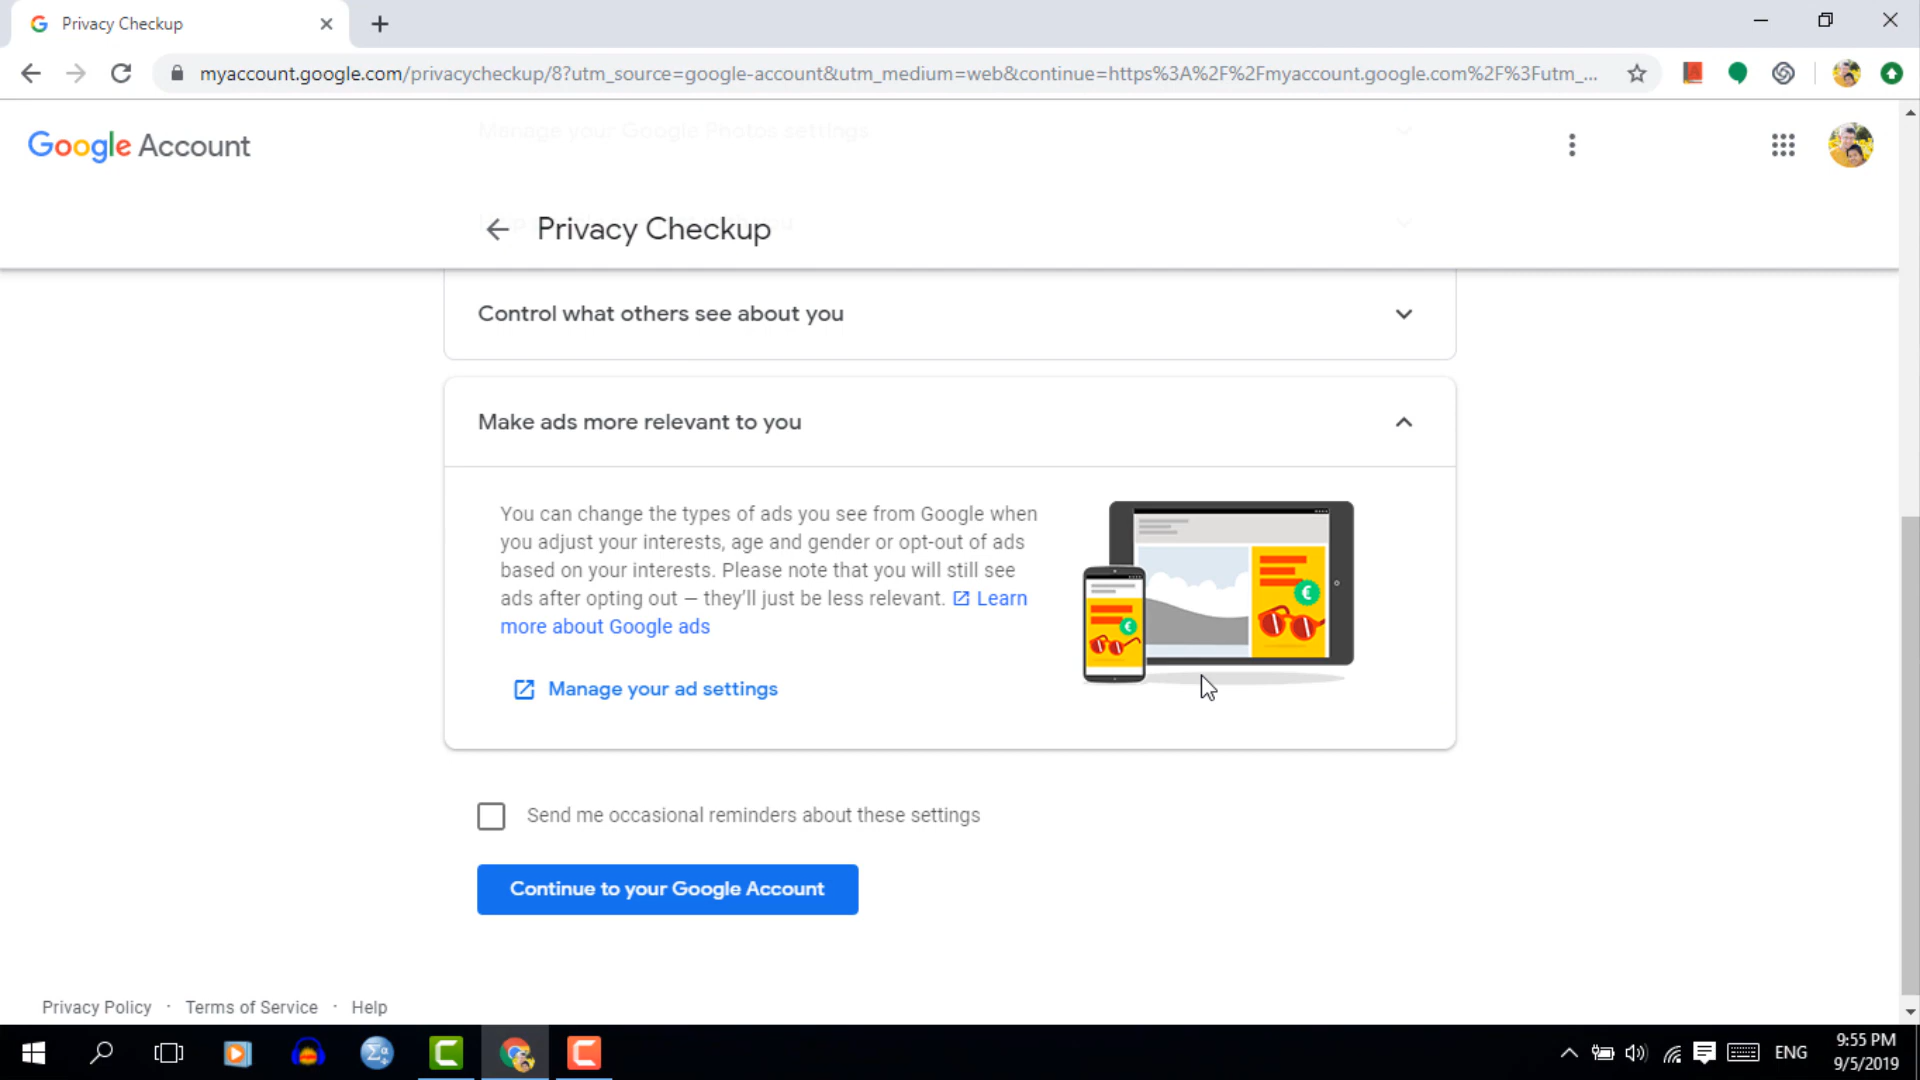 Privacy Checkup
myaccount.google.com/privacycheckup/8?utm_source=google-account&utm_medium=web&continue=https%3A%2F%2Fmyaccount.google.com%2F%3Futm_...
Manage your Google Photos settings
Google Account
Privacy Checkup
Control what others see about you
Make ads more relevant to you
You can change the types of ads you see from Google when
you adjust your interests, age and gender or opt-out of ads
based on your interests. Please note that you will still see
ads after opting out — they'll just be less relevant. Learn
more about Google ads
Manage your ad settings
Send me occasional reminders about these settings
Continue to your Google Account
Privacy Policy · Terms of Service · Help
ENG
9:55 PM
9/5/2019